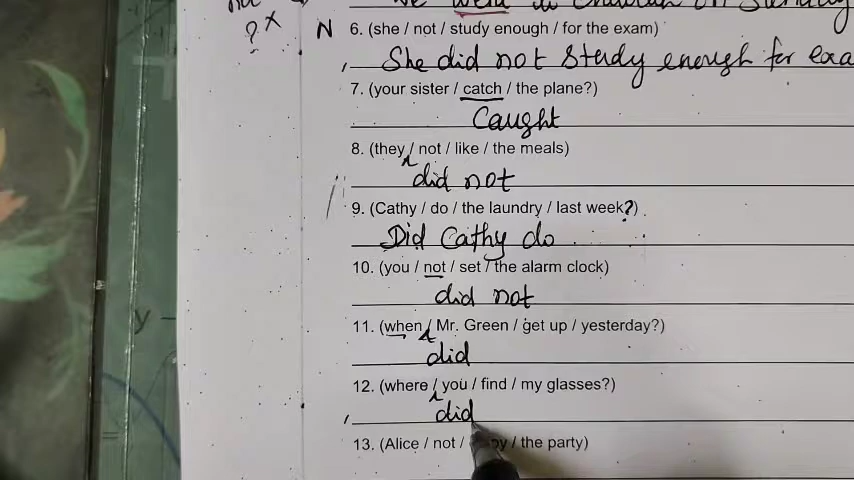 ? x
N 6. (she / not / study enough / for the exam)
She did not study enough for exa
7. (your sister / catch / the plane?)
Caught
8. (they / not / like / the meals)
did not
9. (Cathy / do / the laundry / last week?)
Did Cathy do
10. (you / not / set / the alarm clock)
did not
11. (when / Mr. Green / get up / yesterday?)
did
12. (where / you / find / my glasses?)
did
13. (Alice / not / / the party)